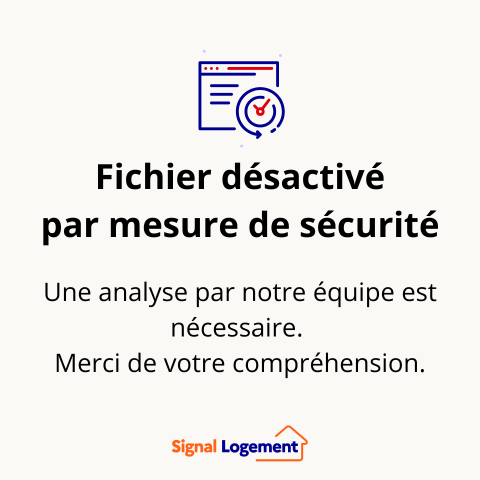 Fichier désactivé
par mesure de sécurité
Une analyse par notre équipe est
nécessaire.
Merci de votre compréhension.
Signal Logement